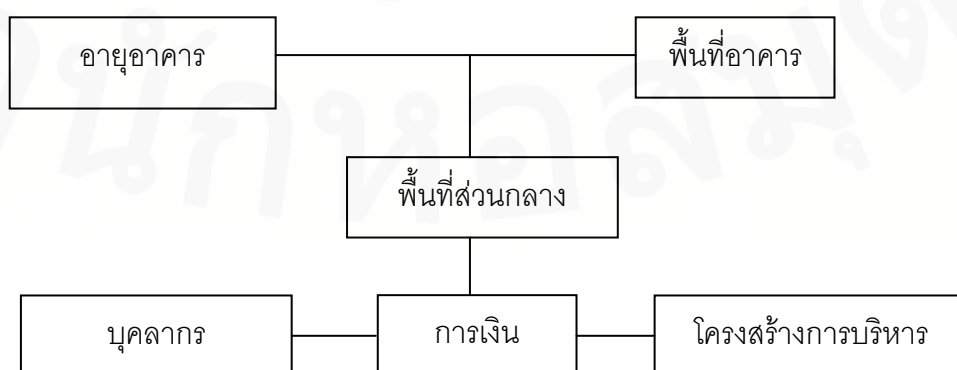 อายุอาคาร
พื้นที่อาคาร
พื้นที่ส่วนกลาง
บุคลากร
การเงิน
โครงสร้างการบริหาร